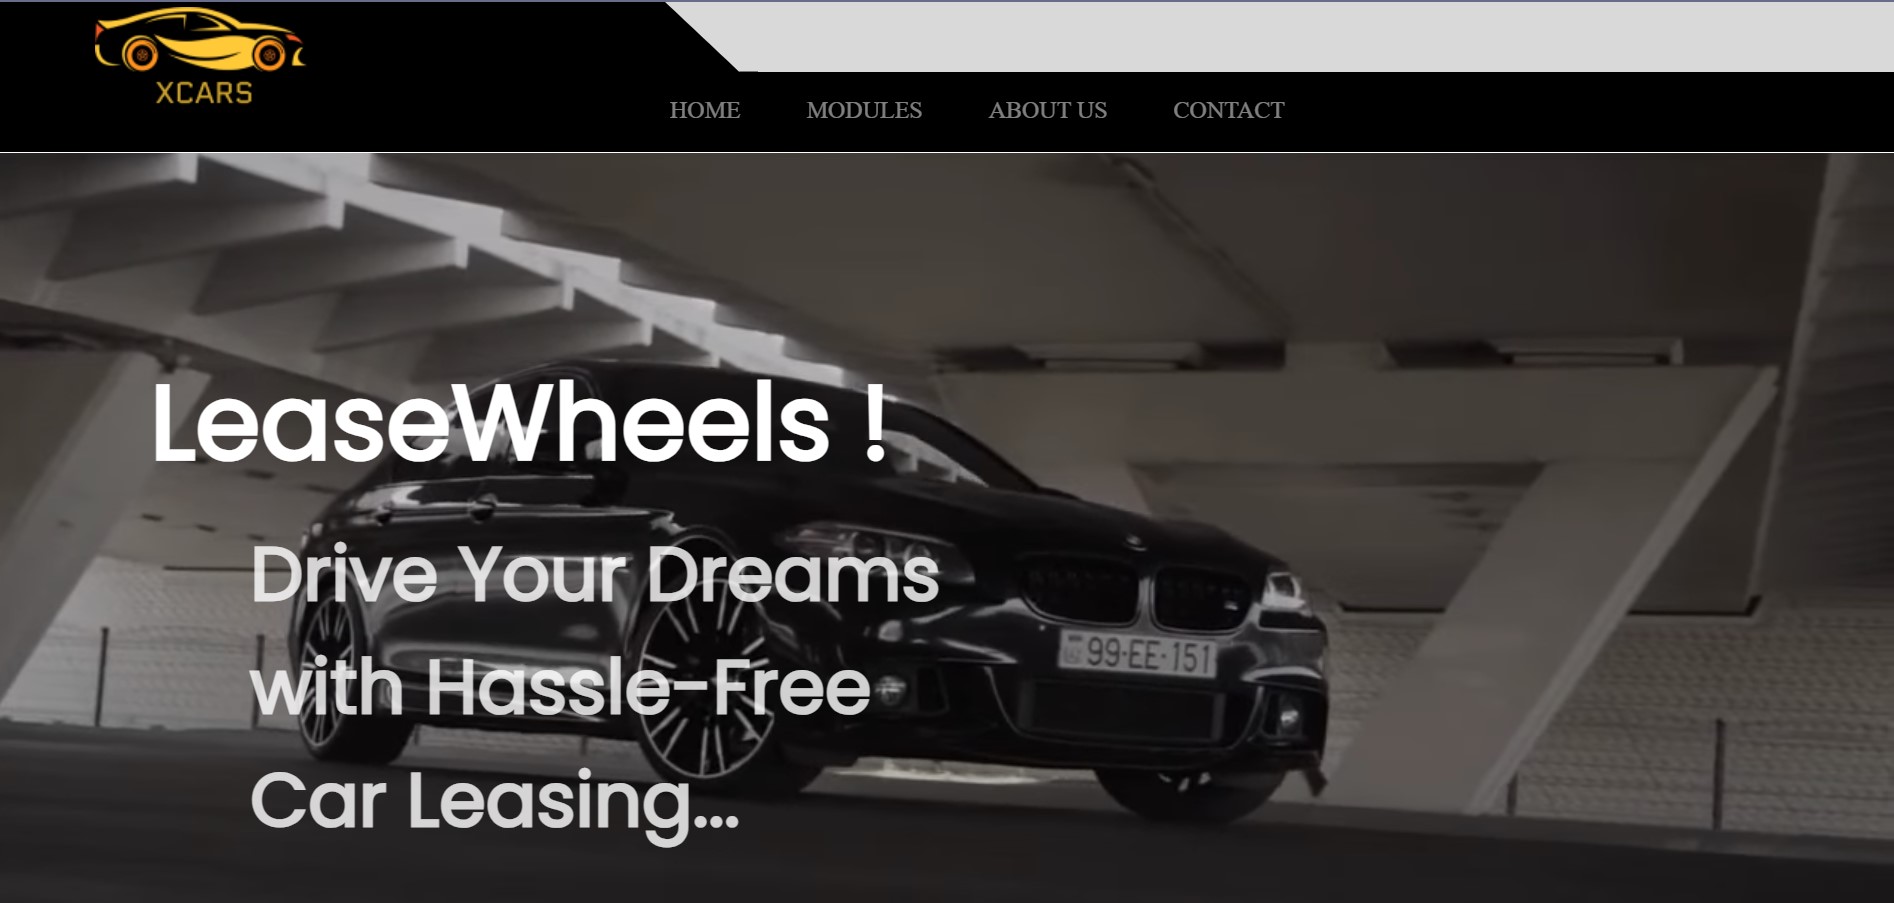 XCARS
HOME MODULES ABOUT US CONTACT
LeaseWheels !
Drive Your Dreams
with Hassle-Free
Car Leasing...
99-EE-151